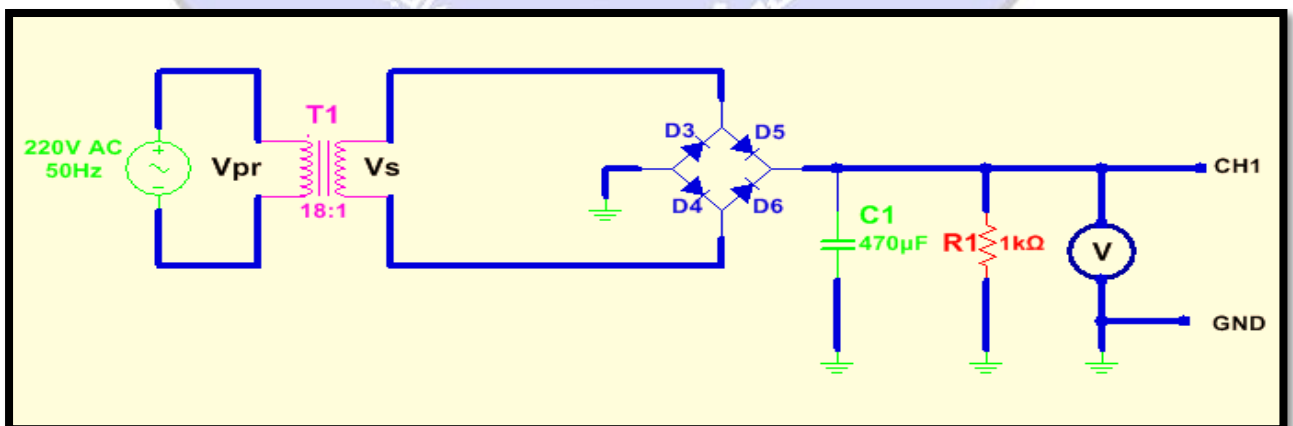 T1
220V AC
50Hz
Vpr
Vs
18:1
D3
D5
D4
D6
C1
470µF
R1
1kΩ
V
CH1
GND